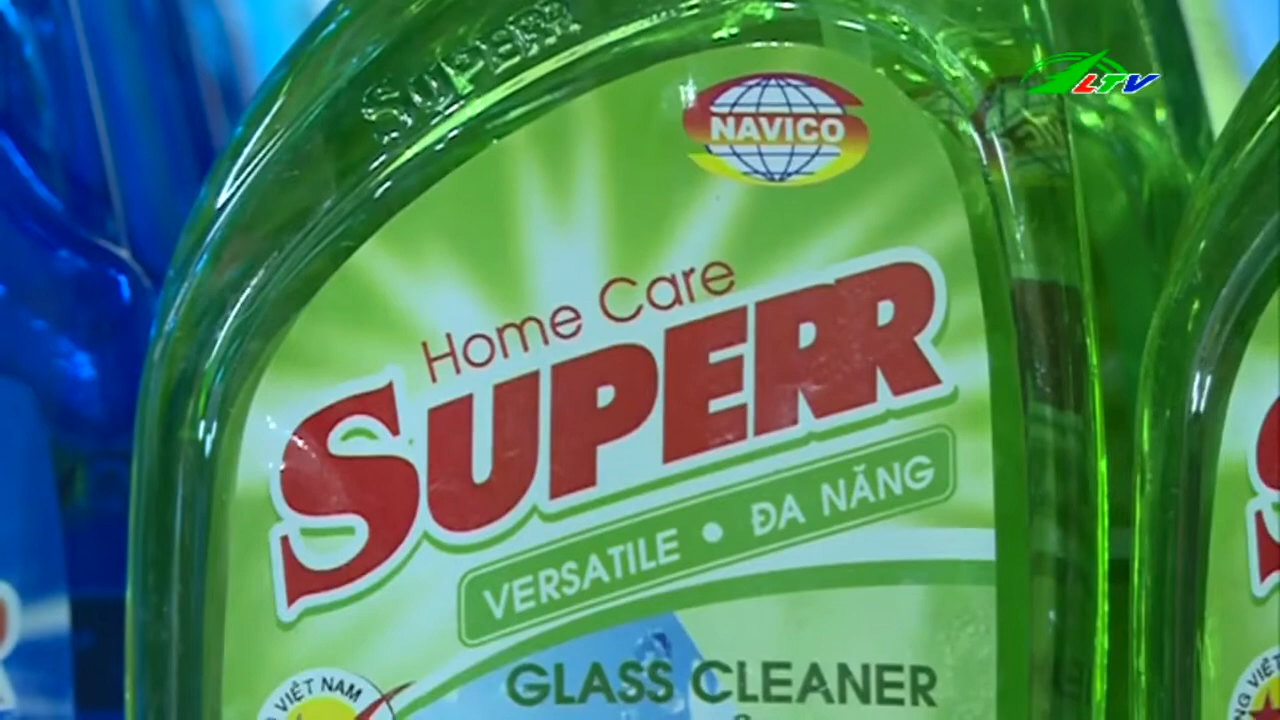 SUPERR
LTV
NAVICO
Home Care
SUPERR
VERSATILE • ĐA NĂNG
GLASS CLEANER
VIỆT NAM